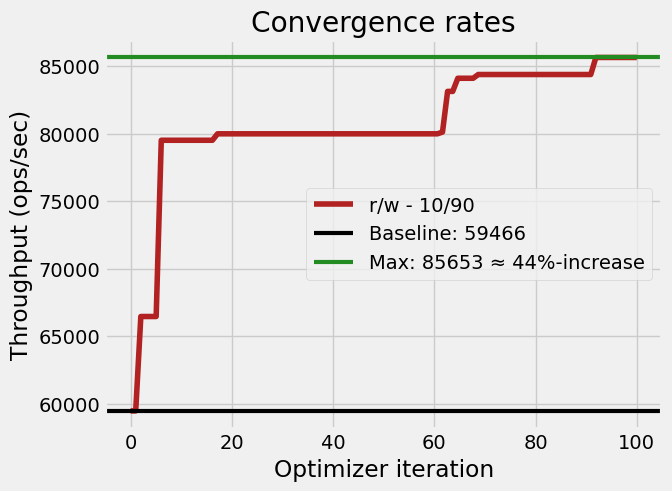 Convergence rates
Throughput (ops/sec)
85000
80000
75000
70000
65000
60000
r/w - 10/90
Baseline: 59466
Max: 85653 ≈ 44%-increase
0 20 40 60 80 100
Optimizer iteration